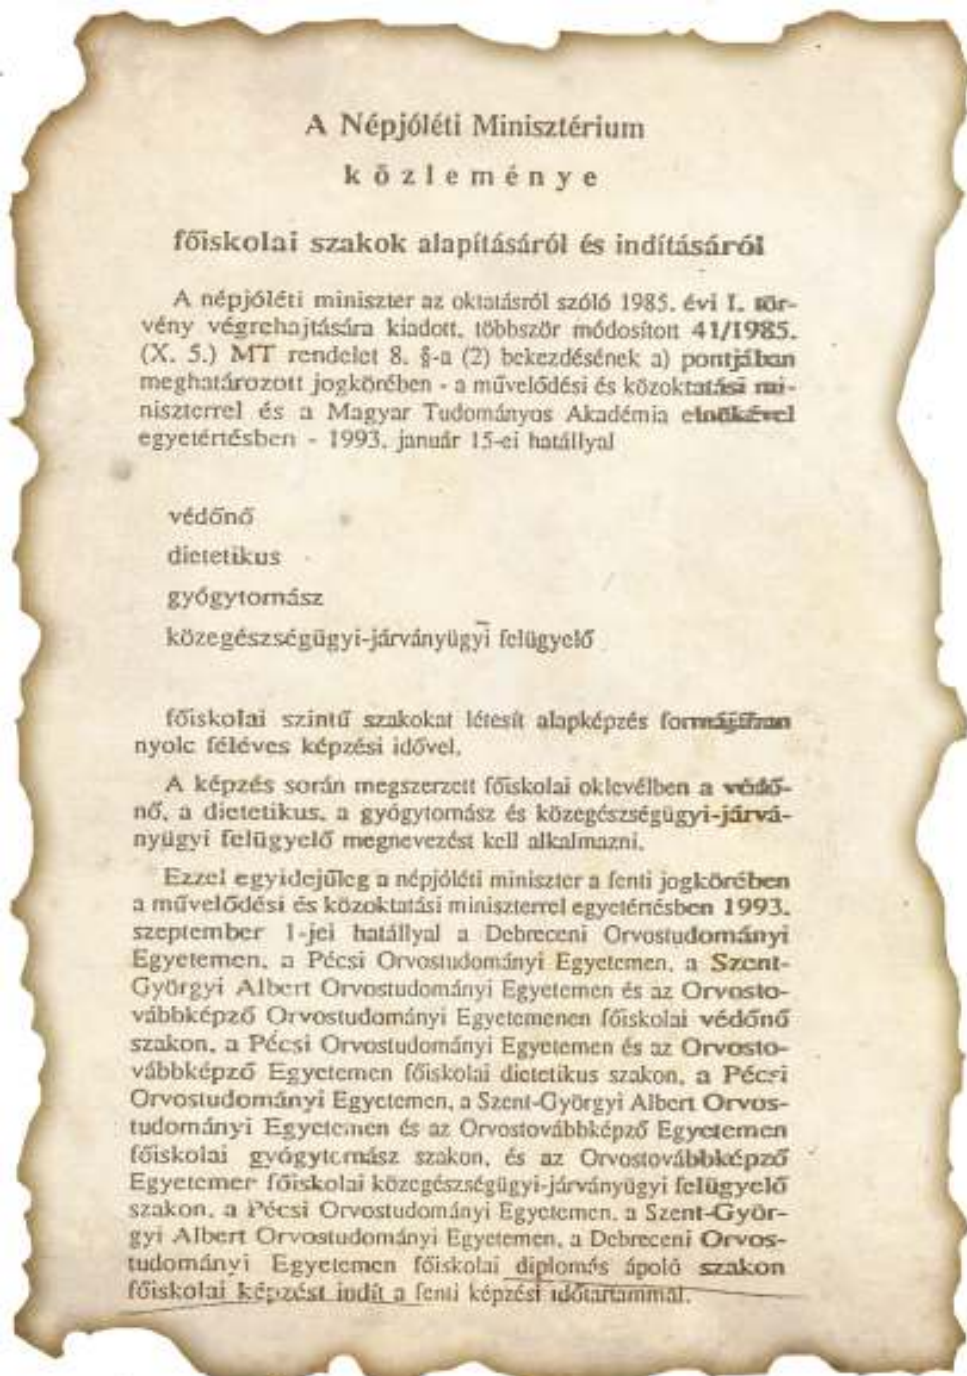 A Népjóléti Minisztérium
közleménye
főiskolai szakok alapításáról és indításáról
A népjóléti miniszter az oktatásról szóló 1985. évi I. tör-
vény végrehajtására kiadott, többször módosított 41/1985.
(X. 5.) MT rendelet 8. §-a (2) bekezdésének a) pontjában
meghatározott jogkörében - a művelődési és közoktatási mi-
niszterrel és a Magyar Tudományos Akadémia elnökével
egyetértésben - 1993. január 15-ei hatállyal
védőnő
dietetikus
gyógytornász
közegészségügyi-járványügyi felügyelő
főiskolai szintű szakokat létesít alapképzés formájában
nyolc féléves képzési idővel.
A képzés során megszerzett főiskolai oklevélben a védő-
nő, a dietetikus, a gyógytornász és közegészségügyi-járvá-
nyügyi felügyelő megnevezést kell alkalmazni.
Ezzel egyidejűleg a népjóléti miniszter a fenti jogkörében
a művelődési és közoktatási miniszterrel egyetértésben 1993.
szeptember 1-jei hatállyal a Debreceni Orvostudományi
Egyetemen, a Pécsi Orvostudományi Egyetemen, a Szent-
Györgyi Albert Orvostudományi Egyetemen és az Orvosto-
vábbképző Orvostudományi Egyetemenen főiskolai védőnő
szakon, a Pécsi Orvostudományi Egyetemen és az Orvosto-
vábbképző Egyetemen főiskolai dietetikus szakon, a Pécsi
Orvostudományi Egyetemen, a Szent-Györgyi Albert Orvos-
tudományi Egyetemen és az Orvostovábbképző Egyetemen
főiskolai gyógytornász szakon, és az Orvostovábbképző
Egyetemer főiskolai közegészségügyi-járványügyi felügyelő
szakon, a Pécsi Orvostudományi Egyetemen, a Szent-Györ-
gyi Albert Orvostudományi Egyetemen, a Debreceni Orvos-
tudományi Egyetemen főiskolai diplomás ápoló szakon
főiskolai képzést indít a fenti képzési időtartammal.